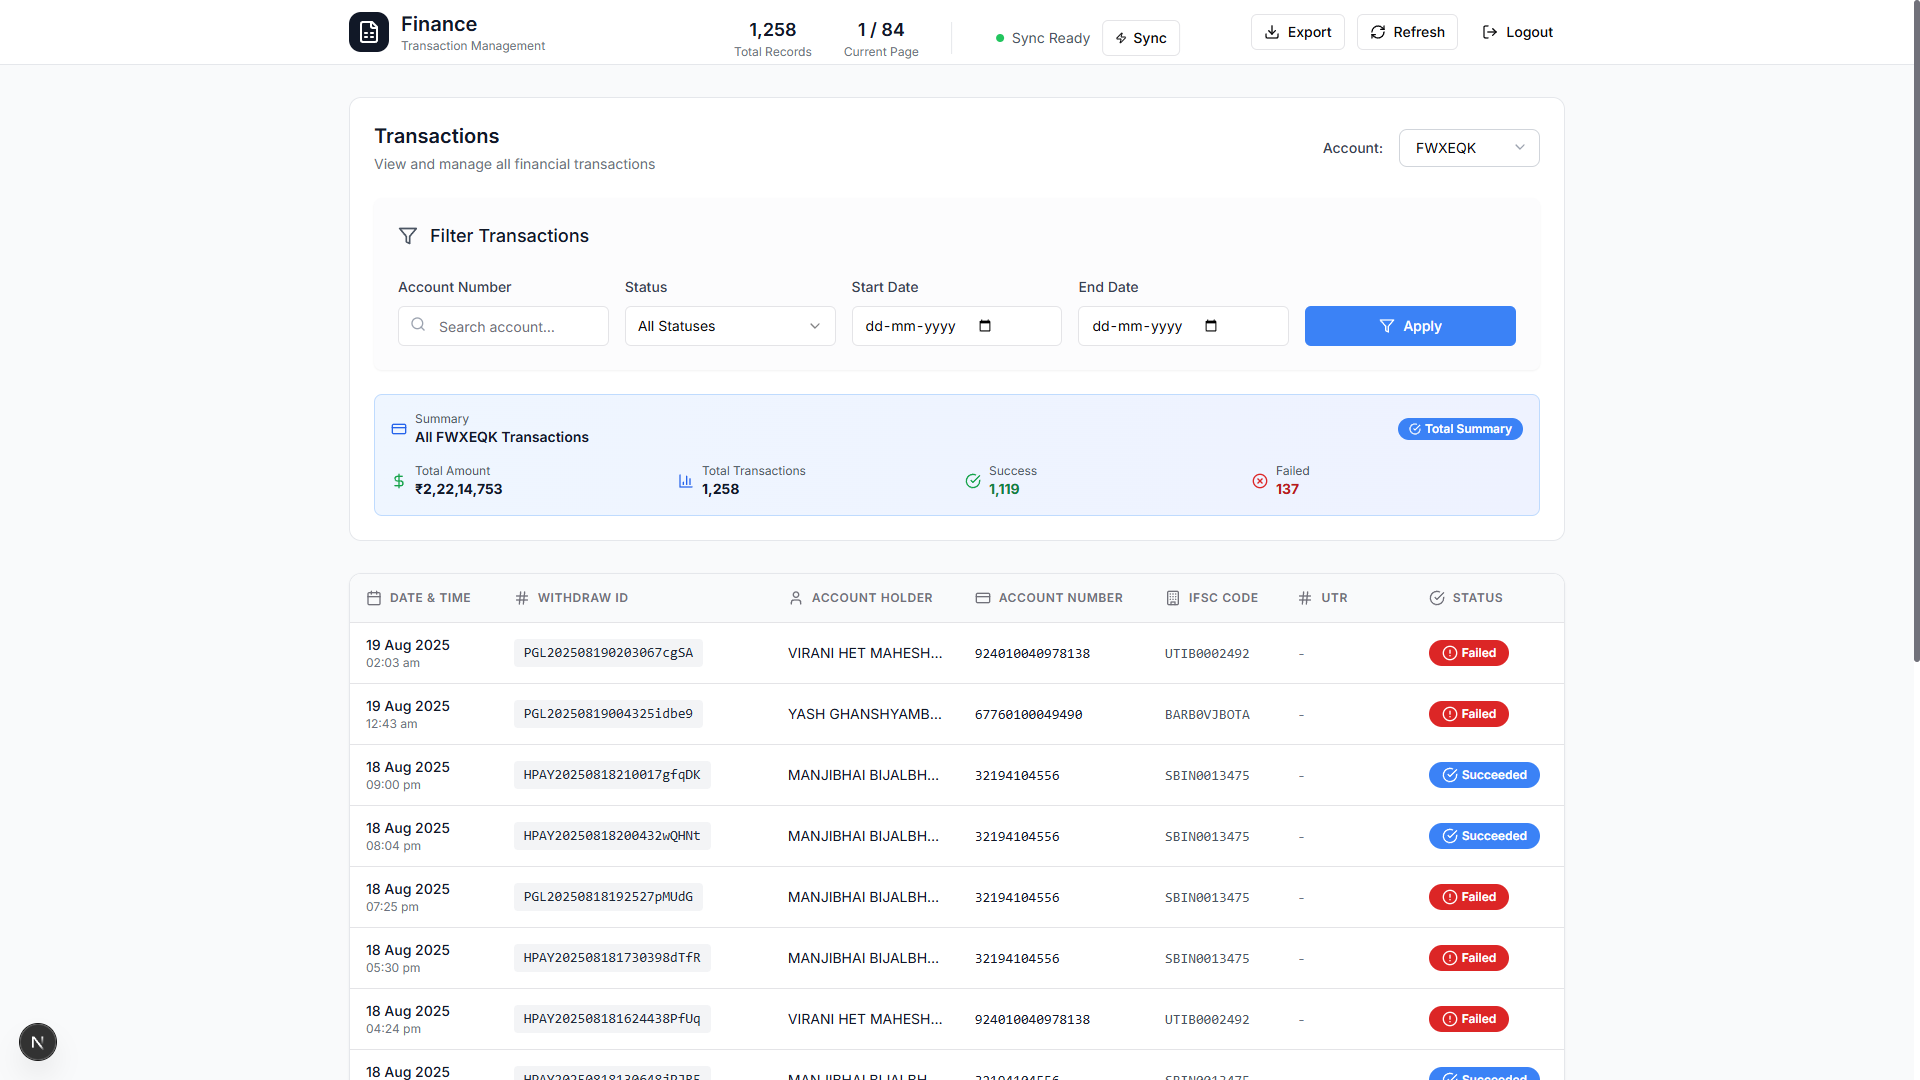 Finance
Transaction Management
1,258
Total Records
1 / 84
Current Page
Sync Ready
Sync
Export
Refresh
Logout
Transactions
View and manage all financial transactions
Account:
FWXEQK
Filter Transactions
Account Number
Status
Start Date
End Date
Search account...
All Statuses
dd-mm-yyyy
dd-mm-yyyy
Apply
Summary
All FWXEQK Transactions
Total Summary
Total Amount
₹2,22,14,753
Total Transactions
1,258
Success
1,119
Failed
137
DATE & TIME WITHDRAW ID ACCOUNT HOLDER ACCOUNT NUMBER IFSC CODE UTR STATUS
19 Aug 2025
02:03 am
PGL202508190203067cgSA VIRANI HET MAHESH... 924010040978138 UTIB0002492 - Failed
19 Aug 2025
12:43 am
PGL20250819004325idbe9 YASH GHANSHYAMB... 67760100049490 BARB0VJBOTA - Failed
18 Aug 2025
09:00 pm
HPAY20250818210017gfqDK MANJIBHAI BIJALBH... 32194104556 SBIN0013475 - Succeeded
18 Aug 2025
08:04 pm
HPAY20250818200432wQHNt MANJIBHAI BIJALBH... 32194104556 SBIN0013475 - Succeeded
18 Aug 2025
07:25 pm
PGL20250818192527pMUdG MANJIBHAI BIJALBH... 32194104556 SBIN0013475 - Failed
18 Aug 2025
05:30 pm
HPAY202508181730398dTfR MANJIBHAI BIJALBH... 32194104556 SBIN0013475 - Failed
18 Aug 2025
04:24 pm
HPAY202508181624438PfUq VIRANI HET MAHESH... 924010040978138 UTIB0002492 - Failed
18 Aug 2025
MANJIBHAI BIJALBH... 32194104556 SBIN0013475 Succeeded
N